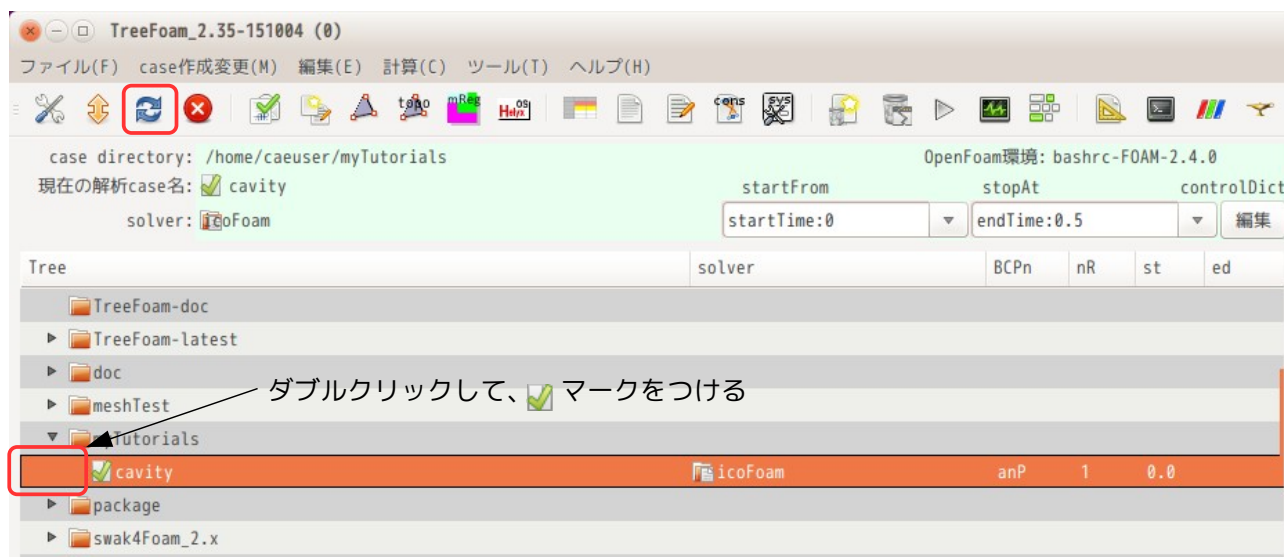 TreeFoam_2.35-151004 (0)
ファイル(F) case作成変更(M) 編集(E) 計算(C) ツール(T) ヘルプ(H)
topo mReg Helyx OS cons sys
case directory: /home/caeuser/myTutorials OpenFoam環境: bashrc-FOAM-2.4.0
現在の解析case名: cavity startFrom stopAt controlDict
solver: icoFoam startTime:0 endTime:0.5 編集
Tree solver BCPn nR st ed
TreeFoam-doc
TreeFoam-latest
doc
ダブルクリックして、 マークをつける
meshTest
myTutorials
cavity icoFoam anP 1 0.0
package
swak4Foam_2.x